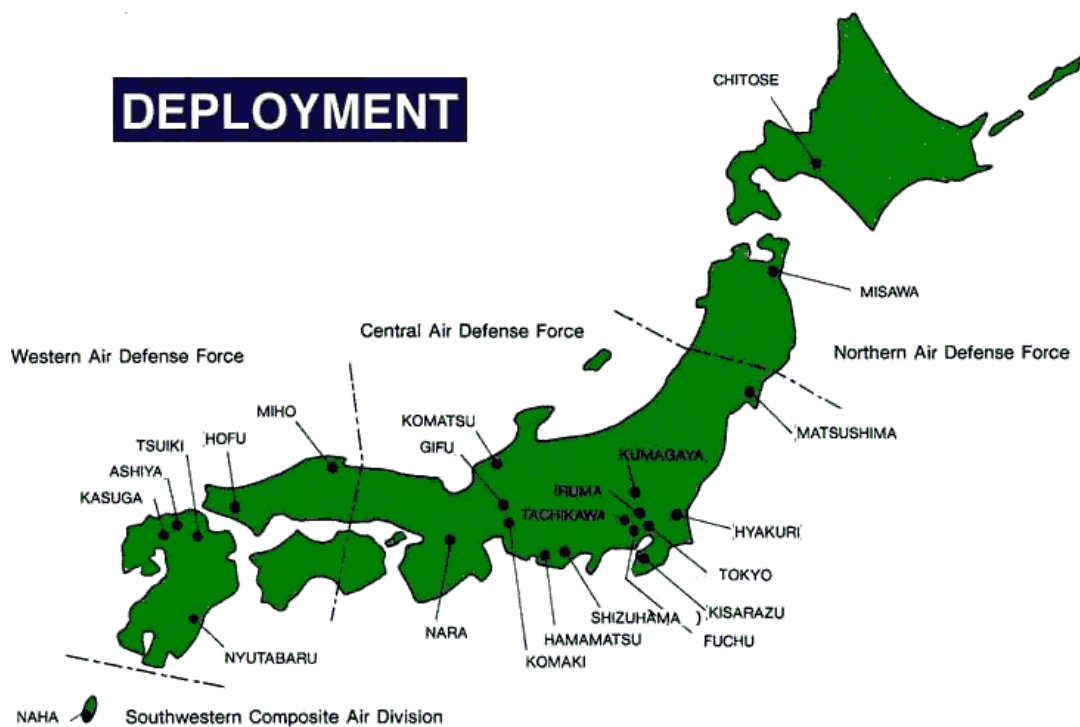 DEPLOYMENT
CHITOSE
MISAWA
Central Air Defense Force
Western Air Defense Force
Northern Air Defense Force
MIHO
KOMATSU
MATSUSHIMA
TSUIKI
HOFU
GIFU
ASHIYA
KUMAGAYA
KASUGA
IRUMA
TACHIKAWA
HYAKURI
TOKYO
KISARAZU
SHIZUHAMA
NARA
HAMAMATSU
FUCHU
NYUTABARU
KOMAKI
NAHA
Southwestern Composite Air Division